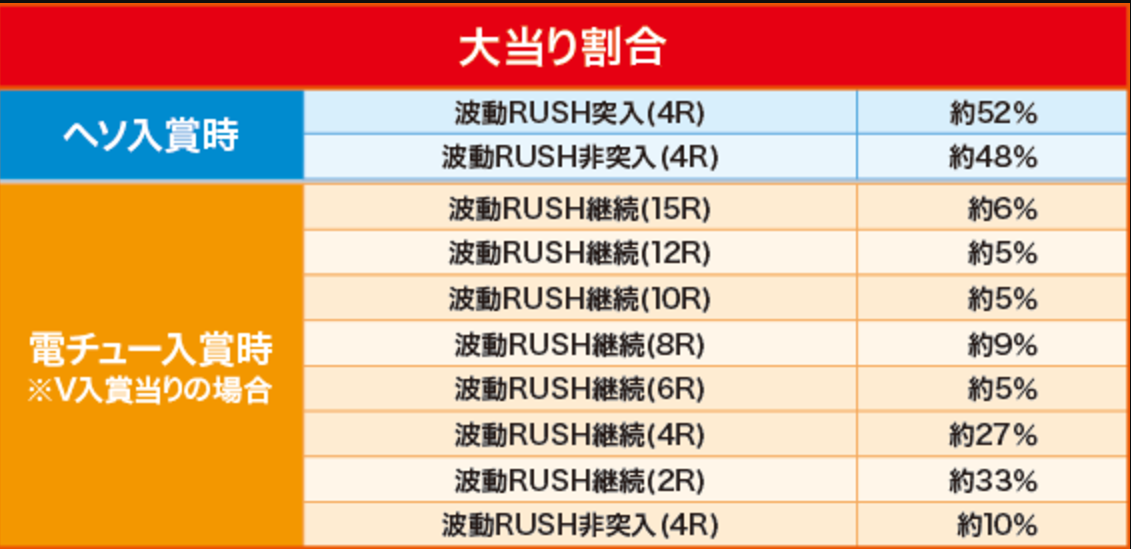 大当り割合
ヘソ入賞時
波動RUSH突入(4R) 約52%
波動RUSH非突入(4R) 約48%
電チュー入賞時
※V入賞当りの場合
波動RUSH継続(15R) 約6%
波動RUSH継続(12R) 約5%
波動RUSH継続(10R) 約5%
波動RUSH継続(8R) 約9%
波動RUSH継続(6R) 約5%
波動RUSH継続(4R) 約27%
波動RUSH継続(2R) 約33%
波動RUSH非突入(4R) 約10%